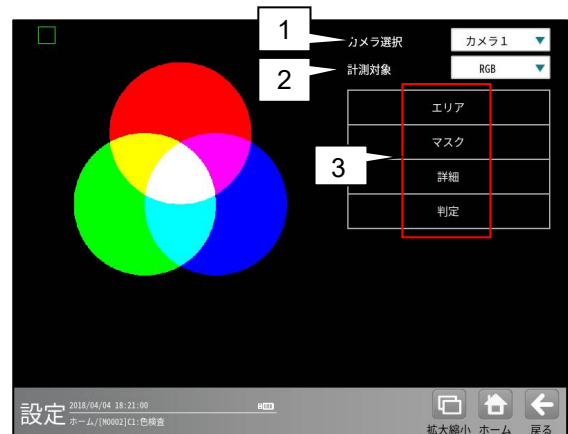 1
カメラ選択
カメラ1
2
計測対象
RGB
エリア
マスク
3
詳細
判定
設定
2018/04/04 18:21:00
ホーム/[M0002]C1:色検査
拡大縮小
ホーム
戻る